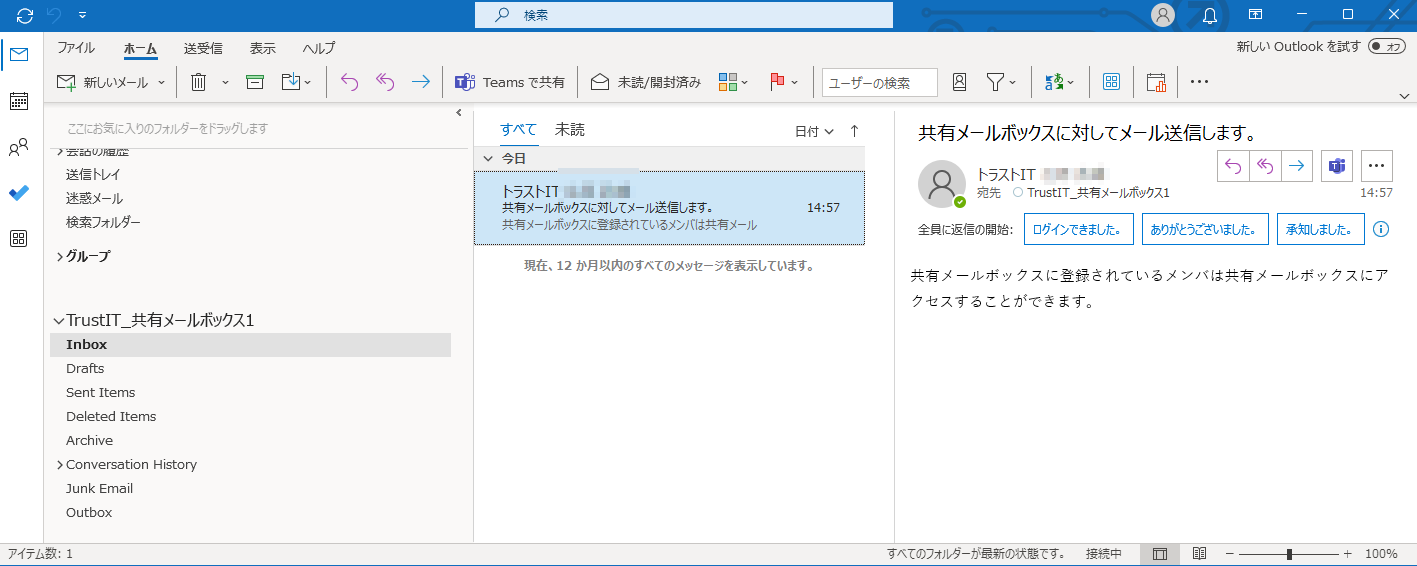 検索
ファイル ホーム 送受信 表示 ヘルプ
新しい Outlook を試す オフ
新しいメール
Teams で共有
未読/開封済み
ユーザーの検索
ここにお気に入りのフォルダーをドラッグします
会話の履歴
送信トレイ
迷惑メール
検索フォルダー
グループ
TrustIT_共有メールボックス1
Inbox
Drafts
Sent Items
Deleted Items
Archive
Conversation History
Junk Email
Outbox
すべて 未読
日付
今日
トラストIT
共有メールボックスに対してメール送信します。 14:57
共有メールボックスに登録されているメンバは共有メール
現在、12 か月以内のすべてのメッセージを表示しています。
共有メールボックスに対してメール送信します。
トラストIT
宛先 TrustIT_共有メールボックス1
14:57
全員に返信の開始: ログインできました。 ありがとうございました。 承知しました。
共有メールボックスに登録されているメンバは共有メールボックスにア
クセスすることができます。
アイテム数: 1
すべてのフォルダーが最新の状態です。 接続中
100%